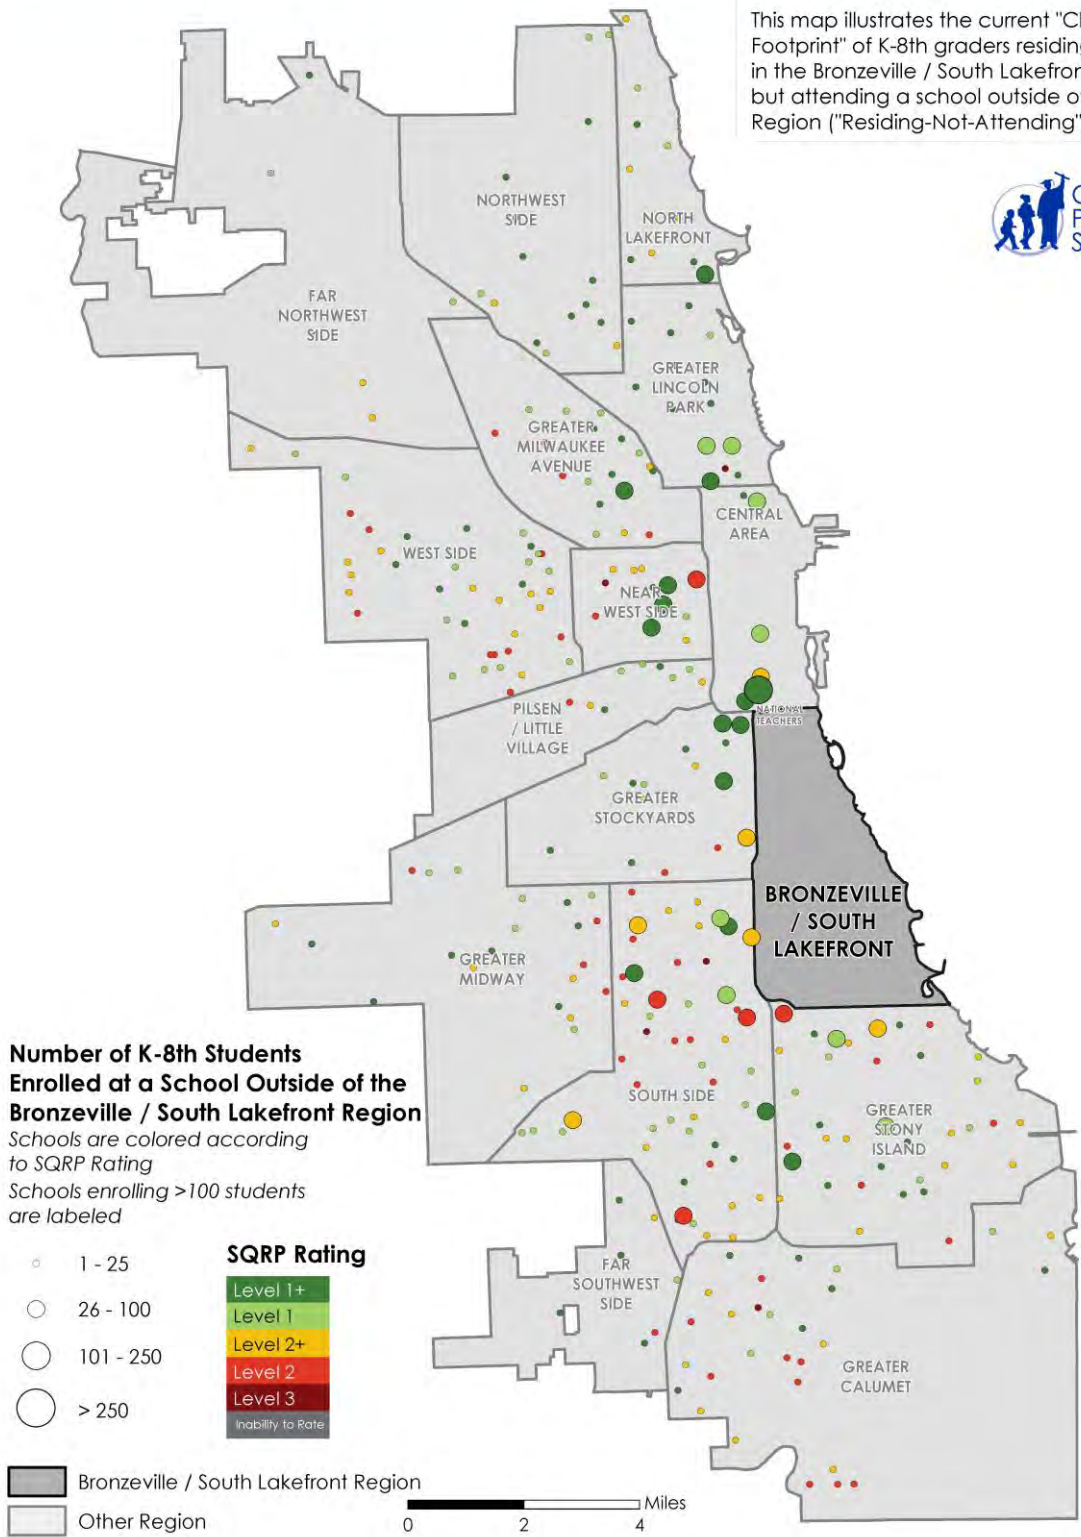 This map illustrates the current "C
Footprint" of K-8th graders residing
in the Bronzeville / South Lakefron
but attending a school outside o
Region ("Residing-Not-Attending"
C
P
S
NORTHWEST
SIDE
NORTH
LAKEFRONT
FAR
NORTHWEST
SIDE
GREATER
LINCOLN
PARK
GREATER
MILWAUKEE
AVENUE
CENTRAL
AREA
WEST SIDE
NEAR
WEST SIDE
PILSEN
/ LITTLE
VILLAGE
NATIONAL
TEACHERS
GREATER
STOCKYARDS
BRONZEVILLE
/ SOUTH
LAKEFRONT
GREATER
MIDWAY
SOUTH SIDE
GREATER
STONY
ISLAND
FAR
SOUTHWEST
SIDE
GREATER
CALUMET
Number of K-8th Students
Enrolled at a School Outside of the
Bronzeville / South Lakefront Region
Schools are colored according
to SQRP Rating
Schools enrolling >100 students
are labeled
1 - 25
26 - 100
101 - 250
> 250
SQRP Rating
Level 1+
Level 1
Level 2+
Level 2
Level 3
Inability to Rate
Bronzeville / South Lakefront Region
Other Region
Miles
0 2 4